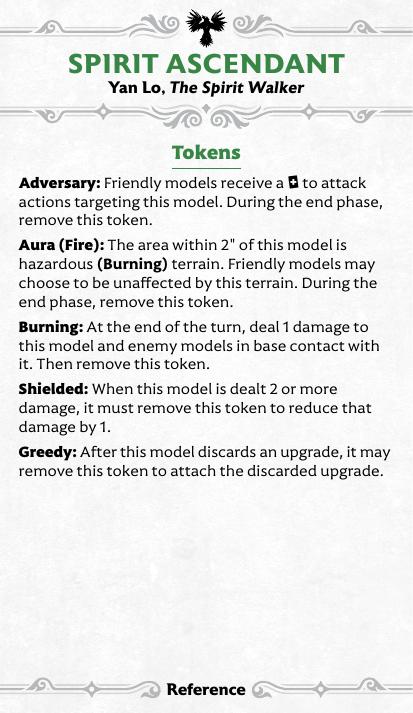 SPIRIT ASCENDANT
Yan Lo, The Spirit Walker
Tokens
Adversary: Friendly models receive a + to attack
actions targeting this model. During the end phase,
remove this token.
Aura (Fire): The area within 2" of this model is
hazardous (Burning) terrain. Friendly models may
choose to be unaffected by this terrain. During the
end phase, remove this token.
Burning: At the end of the turn, deal 1 damage to
this model and enemy models in base contact with
it. Then remove this token.
Shielded: When this model is dealt 2 or more
damage, it must remove this token to reduce that
damage by 1.
Greedy: After this model discards an upgrade, it may
remove this token to attach the discarded upgrade.
Reference